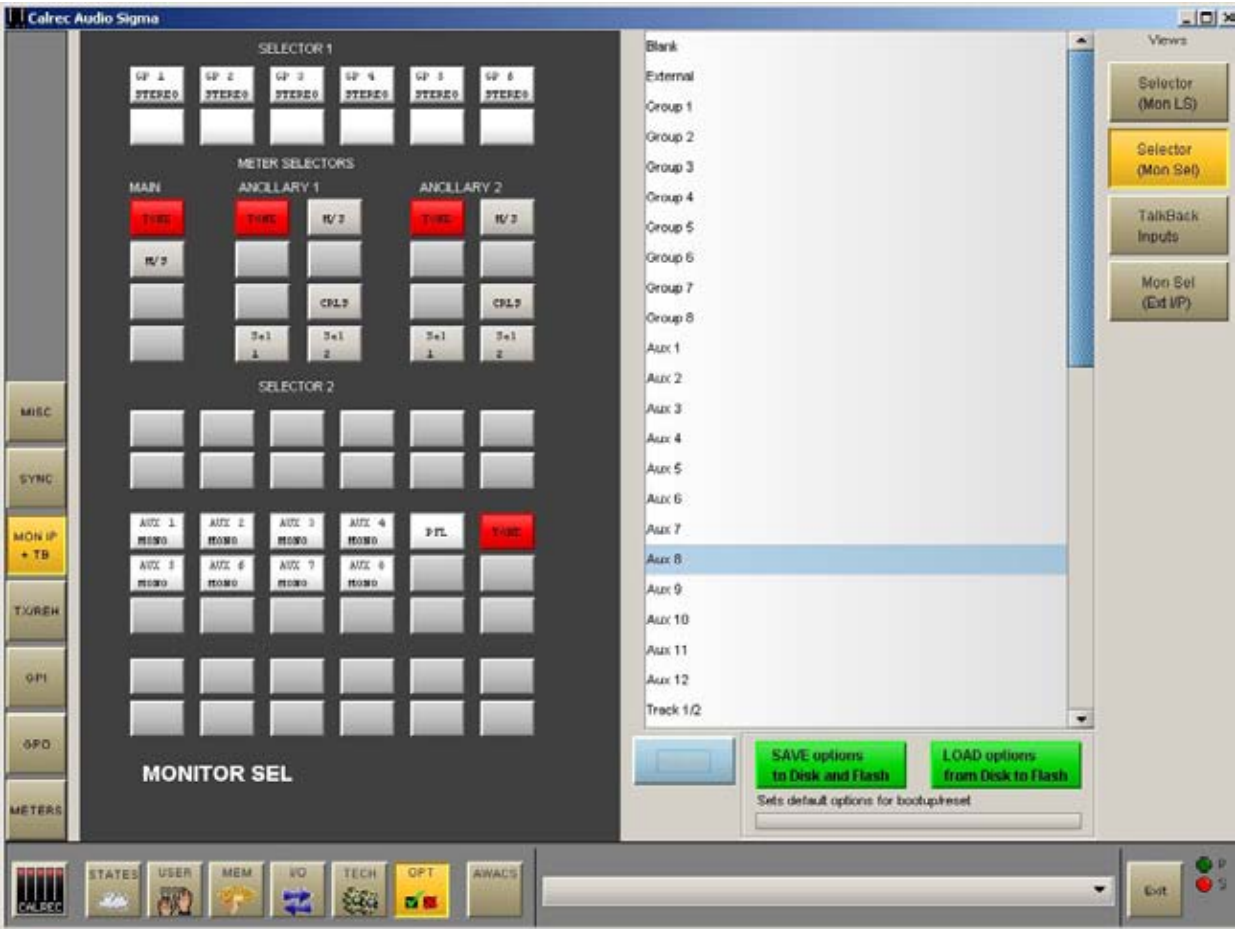 Calrec Audio Sigma
SELECTOR 1
GP 1 STEREO
GP 2 STEREO
GP 3 STEREO
GP 4 STEREO
GP 5 STEREO
GP 6 STEREO
METER SELECTORS
MAIN
ANCILLARY 1
ANCILLARY 2
TONE
TONE
M/S
TONE
M/S
M/S
CRLS
CRLS
Sel 1
Sel 2
Sel 1
Sel 2
SELECTOR 2
AUX 1 MONO
AUX 2 MONO
AUX 3 MONO
AUX 4 MONO
PFL
TONE
AUX 5 MONO
AUX 6 MONO
AUX 7 MONO
AUX 8 MONO
MONITOR SEL
MISC
SYNC
MON IP + TB
TX/REH
GPI
GPO
METERS
Blank
External
Group 1
Group 2
Group 3
Group 4
Group 5
Group 6
Group 7
Group 8
Aux 1
Aux 2
Aux 3
Aux 4
Aux 5
Aux 6
Aux 7
Aux 8
Aux 9
Aux 10
Aux 11
Aux 12
Track 1/2
SAVE options
to Disk and Flash
LOAD options
from Disk to Flash
Sets default options for bootup/reset
Views
Selector
(Mon LS)
Selector
(Mon Sel)
TalkBack
Inputs
Mon Sel
(Ext I/P)
CALREC
STATES
USER
MEM
I/O
TECH
OPT
AWACS
Exit
P
S